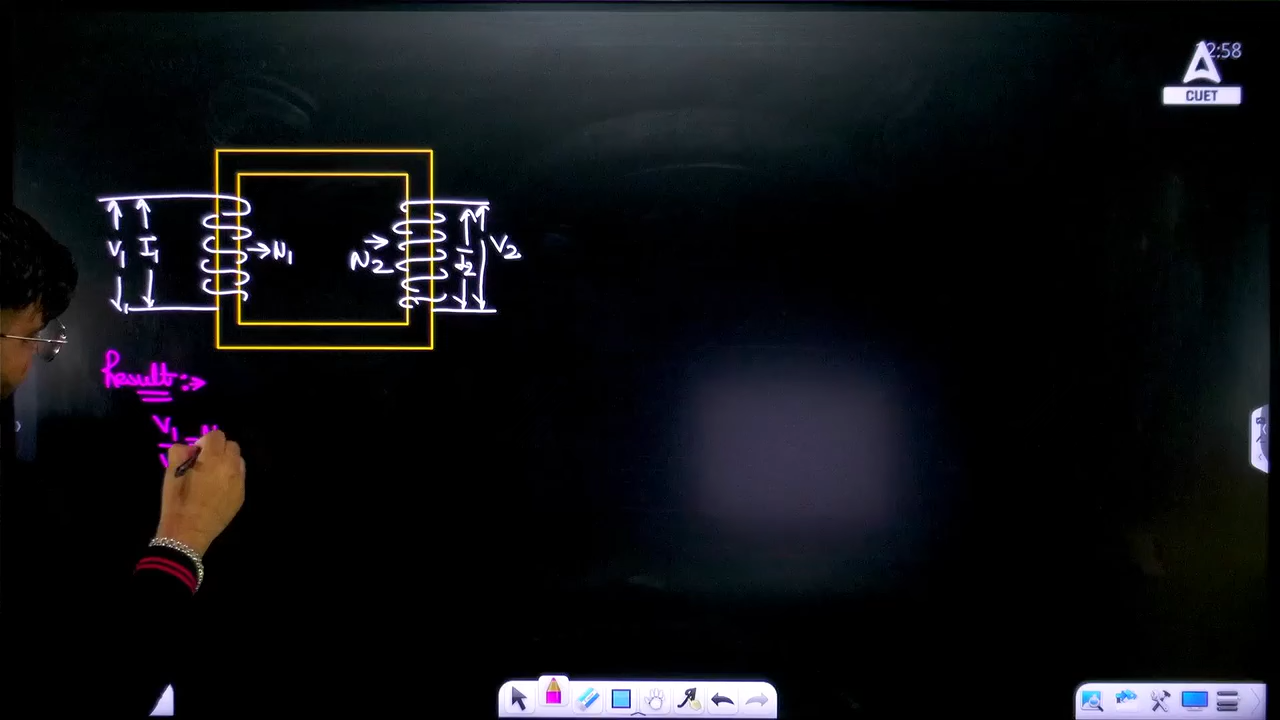 2:58
CUET
V₁ I₁ → N₁ N₂ I₂ V₂
Result :→
V₁ =